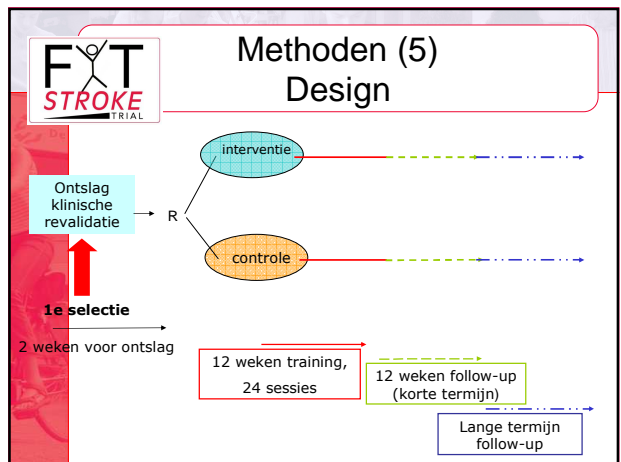 Methoden (5)
Design
FIT
STROKE
TRIAL
interventie
Ontslag
klinische
revalidatie
R
controle
1e selectie
2 weken voor ontslag
12 weken training,
24 sessies
12 weken follow-up
(korte termijn)
Lange termijn
follow-up